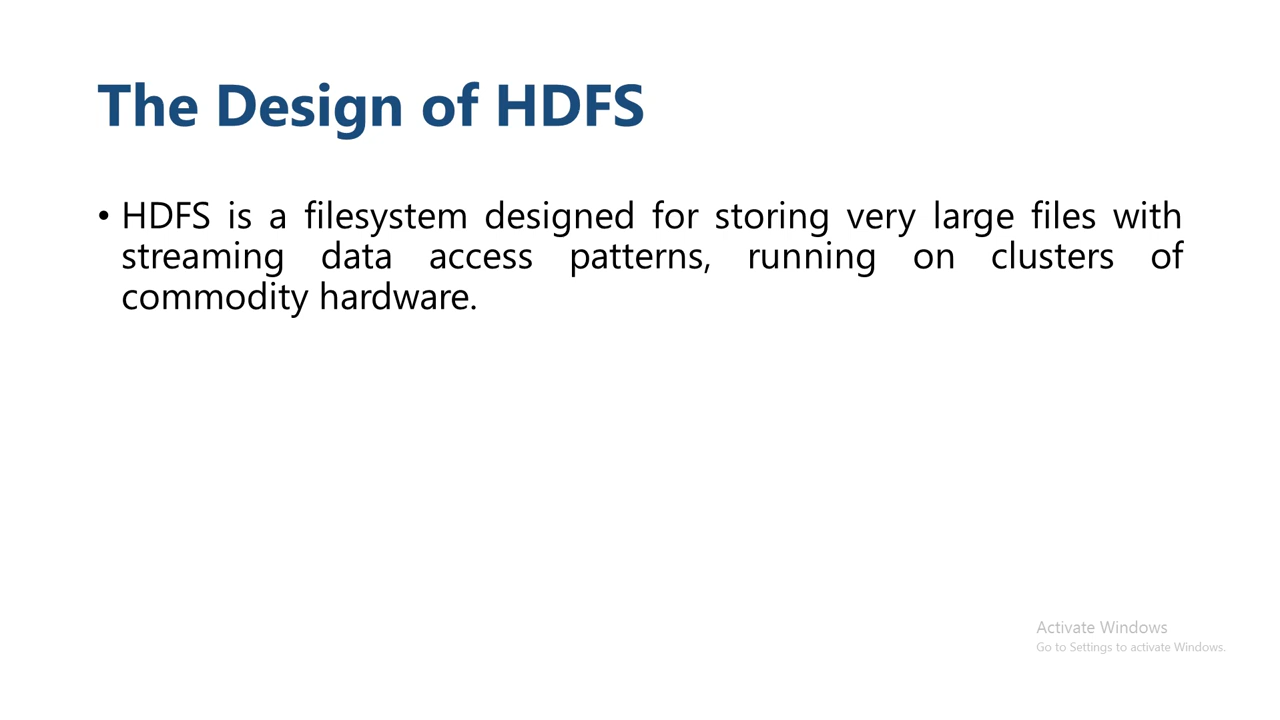 The Design of HDFS
• HDFS is a filesystem designed for storing very large files with
streaming data access patterns, running on clusters of
commodity hardware.
Activate Windows
Go to Settings to activate Windows.